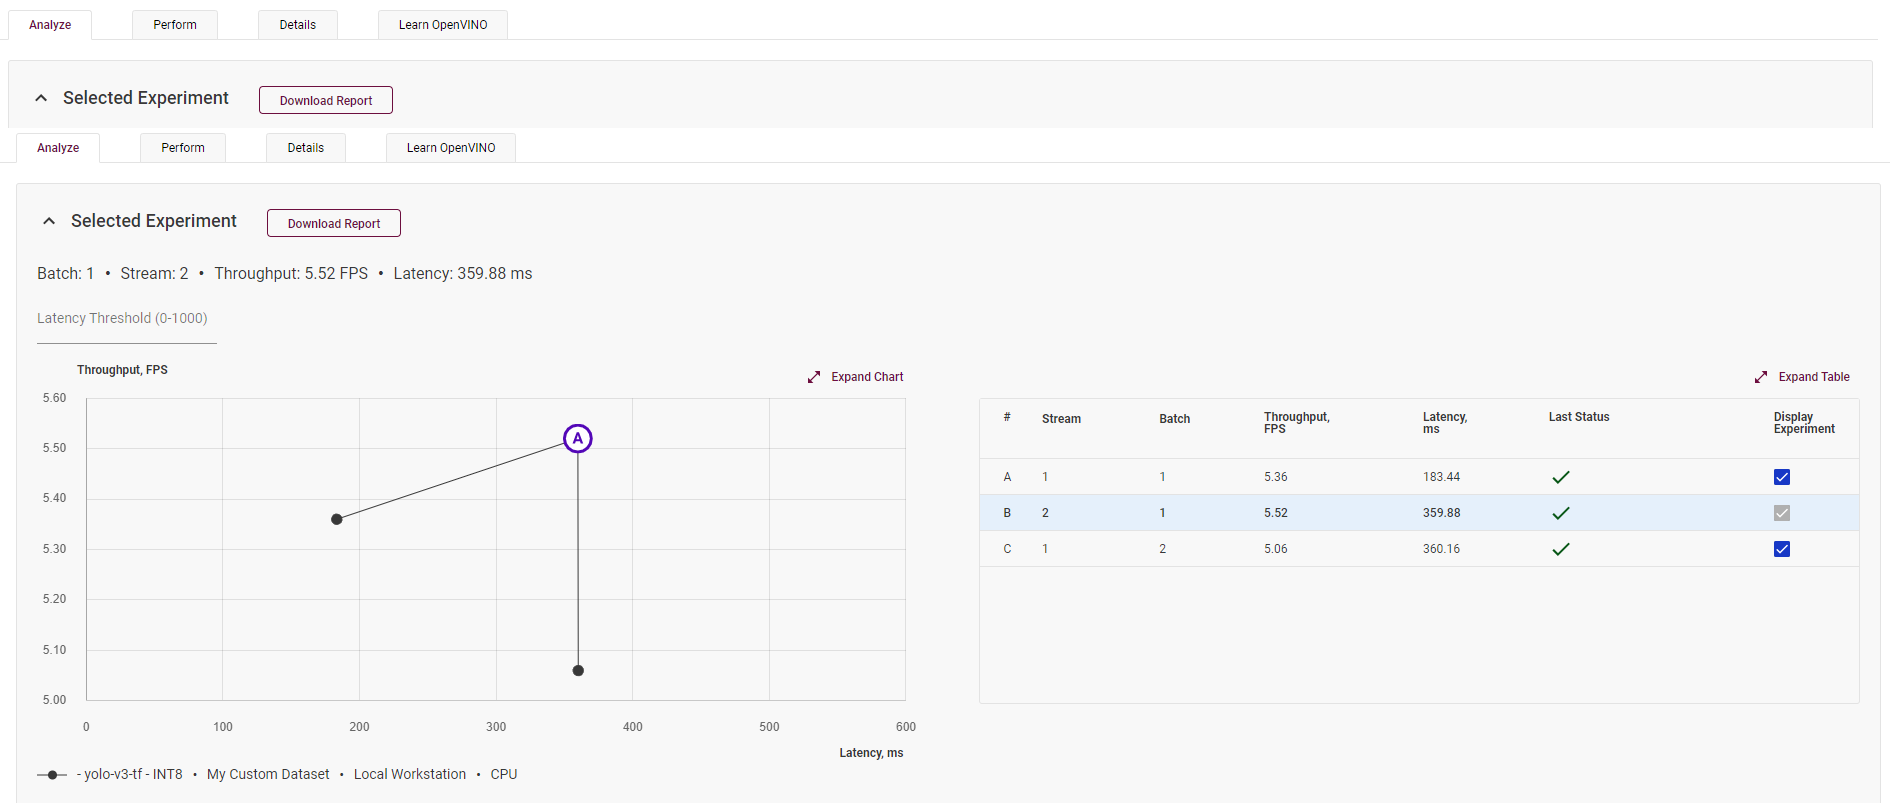 Analyze Perform Details Learn OpenVINO
Selected Experiment Download Report
Analyze Perform Details Learn OpenVINO
Selected Experiment Download Report
Batch: 1 • Stream: 2 • Throughput: 5.52 FPS • Latency: 359.88 ms
Latency Threshold (0-1000)
Throughput, FPS
Expand Chart
5.60
5.50
5.40
5.30
5.20
5.10
5.00
A
0 100 200 300 400 500 600
Latency, ms
- yolo-v3-tf - INT8 • My Custom Dataset • Local Workstation • CPU
Expand Table
# Stream Batch Throughput, FPS Latency, ms Last Status Display Experiment
A 1 1 5.36 183.44
B 2 1 5.52 359.88
C 1 2 5.06 360.16